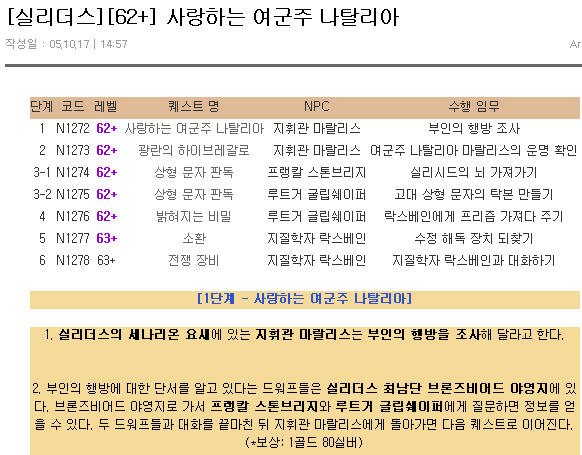 [실리더스][62+] 사랑하는 여군주 나탈리아
작성일 : 05,10,17 | 14:57
Ar
단계 코드 레벨 퀘스트 명 NPC 수행 임무
1 N1272 62+ 사랑하는 여군주 나탈리아 지휘관 마랄리스 부인의 행방 조사
2 N1273 62+ 광란의 하이브레갈로 지휘관 마랄리스 여군주 나탈리아 마랄리스의 운명 확인
3-1 N1274 62+ 상형 문자 판독 프랭칼 스톤브리지 실리시드의 뇌 가져가기
3-2 N1275 62+ 상형 문자 판독 루트거 굴립쉐이퍼 고대 상형 문자의 탁본 만들기
4 N1276 62+ 밝혀지는 비밀 루트거 굴립쉐이퍼 락스베인에게 프리즘 가져다 주기
5 N1277 63+ 소환 지질학자 락스베인 수정 해독 장치 되찾기
6 N1278 63+ 전쟁 장비 지질학자 락스베인 지질학자 락스베인과 대화하기
[1단계 - 사랑하는 여군주 나탈리아]
1. 실리더스의 세나리온 요새에 있는 지휘관 마랄리스는 부인의 행방을 조사해 달라고 한다.
2. 부인의 행방에 대한 단서를 알고 있다는 드워프들은 실리더스 최남단 브론즈비어드 야영지에 있
다. 브론즈비어드 야영지로 가서 프랭칼 스톤브리지와 루트거 굴립쉐이퍼에게 질문하면 정보를 얻
을 수 있다. 두 드워프들과 대화를 끝마친 뒤 지휘관 마랄리스에게 돌아가면 다음 퀘스트로 이어진다.
(*보상: 1골드 80실버)